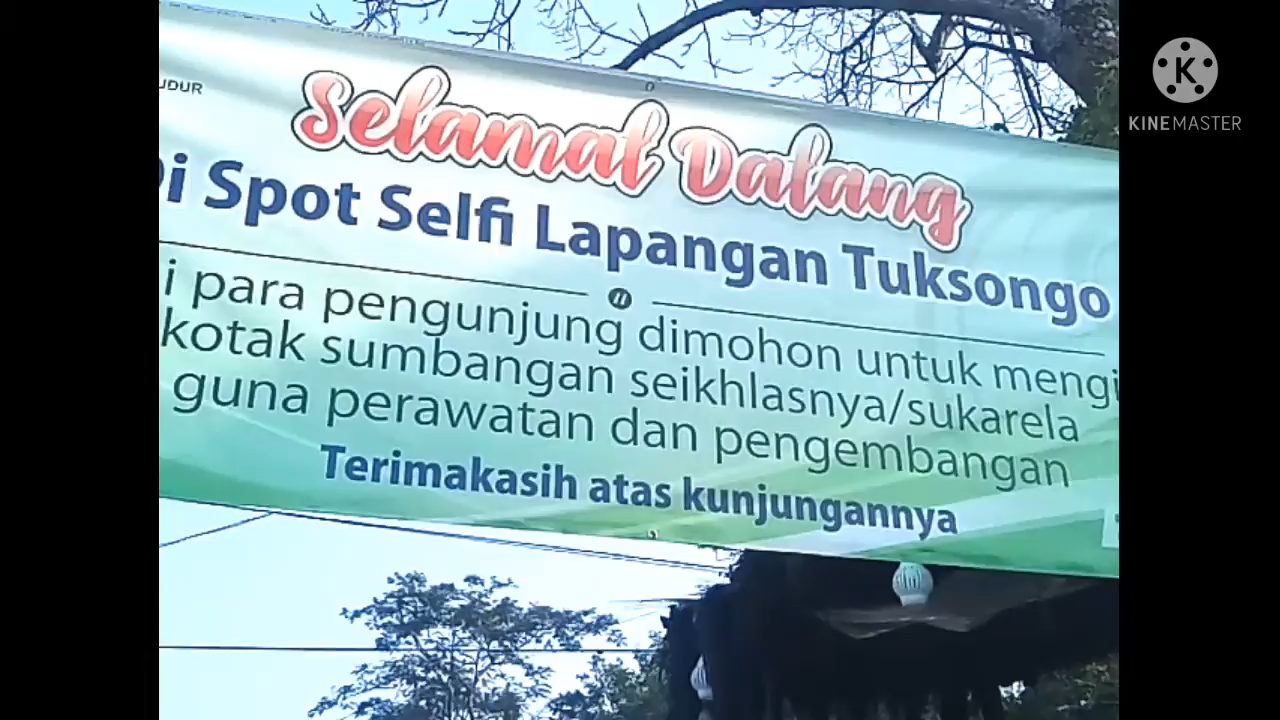 UDUR
Selamat Datang
Di Spot Selfi Lapangan Tuksongo
i para pengunjung dimohon untuk mengi
kotak sumbangan seikhlasnya/sukarela
guna perawatan dan pengembangan
Terimakasih atas kunjungannya
K
KINEMASTER